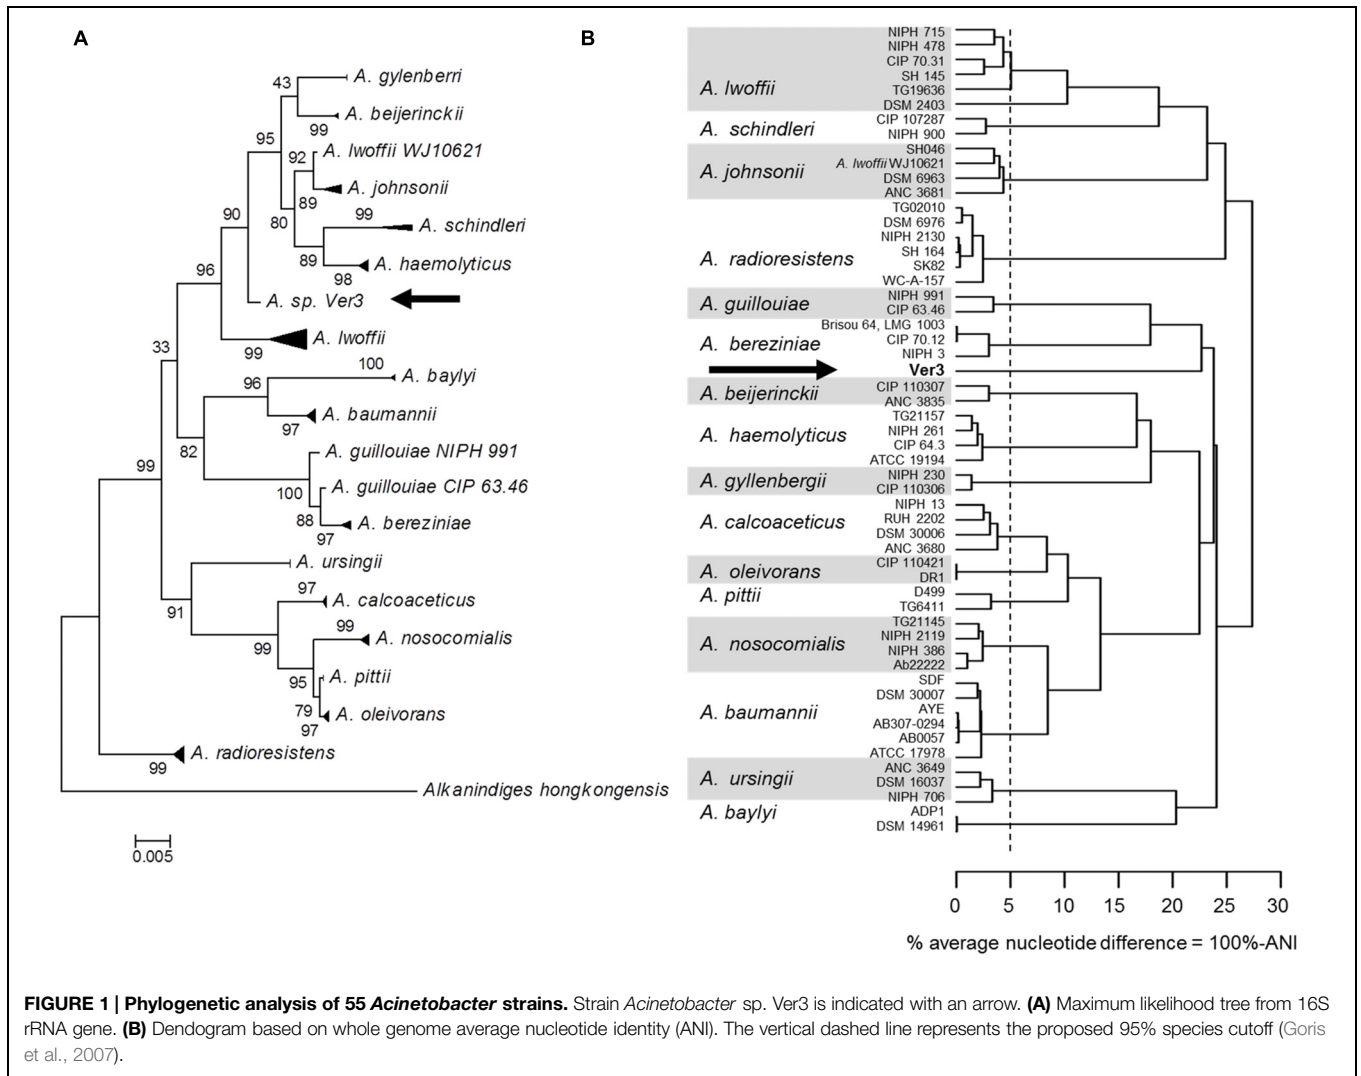 A
43
A. gylenberri
A. beijerinckii
99
95
92
A. lwoffii WJ10621
A. johnsonii
89
90
80
99
A. schindleri
89
A. haemolyticus
98
96
A. sp. Ver3
A. lwoffii
99
33
100
A. baylyi
96
A. baumannii
97
82
A. guillouiae NIPH 991
100
A. guillouiae CIP 63.46
88
A. bereziniae
97
99
A. ursingii
91
97
A. calcoaceticus
99
A. nosocomialis
99
95
A. pittii
79
A. oleivorans
97
A. radioresistens
99
Alkanindiges hongkongensis
0.005
B
A. lwoffii
NIPH 715
NIPH 478
CIP 70.31
SH 145
TG19636
DSM 2403
A. schindleri
CIP 107287
NIPH 900
A. johnsonii
SH046
A. lwoffii WJ10621
DSM 6963
ANC 3681
A. radioresistens
TG02010
DSM 6976
NIPH 2130
SH 164
SK82
WC-A-157
A. guillouiae
NIPH 991
CIP 63.46
A. bereziniae
Brisou 64, LMG 1003
CIP 70.12
NIPH 3
Ver3
A. beijerinckii
CIP 110307
ANC 3835
A. haemolyticus
TG21157
NIPH 261
CIP 64.3
ATCC 19194
A. gyllenbergii
NIPH 230
CIP 110306
A. calcoaceticus
NIPH 13
RUH 2202
DSM 30006
ANC 3680
A. oleivorans
CIP 110421
DR1
A. pittii
D499
TG6411
A. nosocomialis
TG21145
NIPH 2119
NIPH 386
Ab22222
A. baumannii
SDF
DSM 30007
AYE
AB307-0294
AB0057
ATCC 17978
A. ursingii
ANC 3649
DSM 16037
NIPH 706
A. baylyi
ADP1
DSM 14961
0 5 10 15 20 25 30
% average nucleotide difference = 100%-ANI
FIGURE 1 | Phylogenetic analysis of 55 Acinetobacter strains. Strain Acinetobacter sp. Ver3 is indicated with an arrow. (A) Maximum likelihood tree from 16S
rRNA gene. (B) Dendogram based on whole genome average nucleotide identity (ANI). The vertical dashed line represents the proposed 95% species cutoff (Goris
et al., 2007).